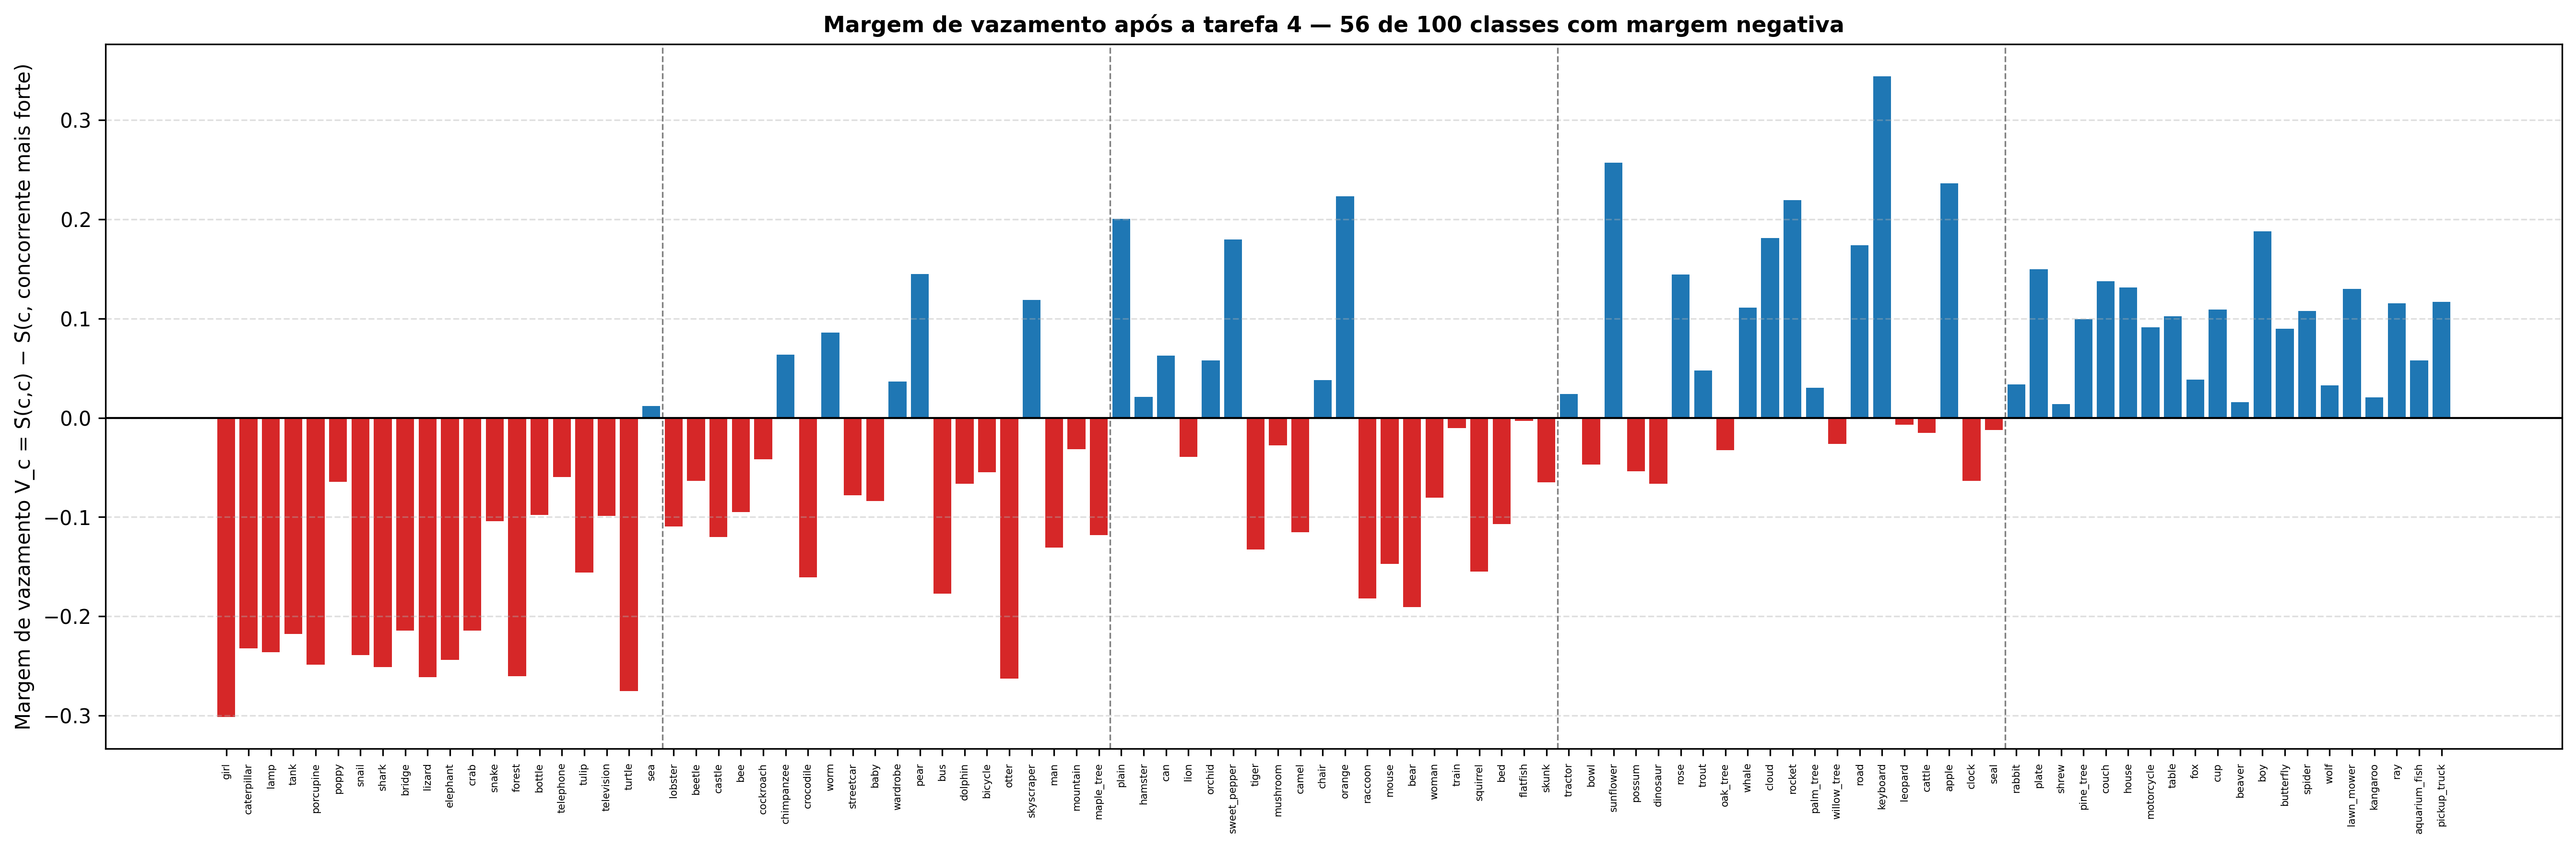 Margem de vazamento após a tarefa 4 — 56 de 100 classes com margem negativa
Margem de vazamento V_c = S(c,c) − S(c, concorrente mais forte)
0.3
0.2
0.1
0.0
−0.1
−0.2
−0.3
girl
caterpillar
lamp
tank
porcupine
poppy
snail
shark
bridge
lizard
elephant
crab
snake
forest
bottle
telephone
tulip
television
turtle
sea
lobster
beetle
castle
bee
cockroach
chimpanzee
crocodile
worm
streetcar
baby
wardrobe
pear
bus
dolphin
bicycle
otter
skyscraper
man
mountain
maple_tree
plain
hamster
can
lion
orchid
sweet_pepper
tiger
mushroom
camel
chair
orange
raccoon
mouse
bear
woman
train
squirrel
bed
flatfish
skunk
tractor
bowl
sunflower
possum
dinosaur
rose
trout
oak_tree
whale
cloud
rocket
palm_tree
willow_tree
road
keyboard
leopard
cattle
apple
clock
seal
rabbit
plate
shrew
pine_tree
couch
house
motorcycle
table
fox
cup
beaver
boy
butterfly
spider
wolf
lawn_mower
kangaroo
ray
aquarium_fish
pickup_truck